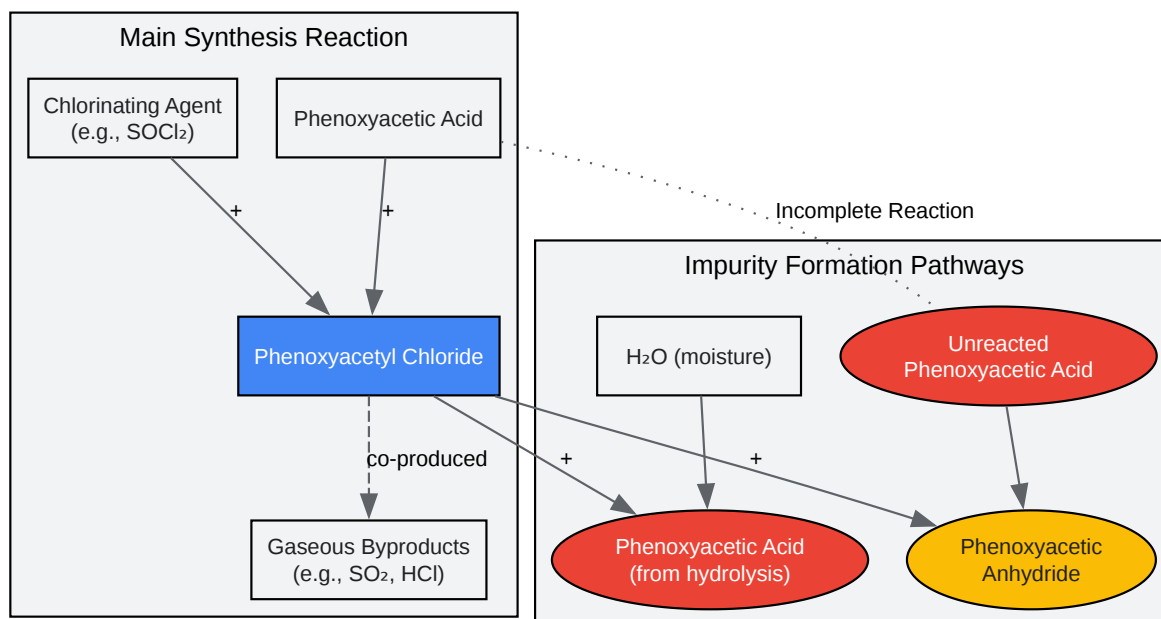 Main Synthesis Reaction
Chlorinating Agent
(e.g., SOCl₂)
Phenoxyacetic Acid
+
+
Incomplete Reaction
Phenoxyacetyl Chloride
co-produced
Gaseous Byproducts
(e.g., SO₂, HCl)
Impurity Formation Pathways
H₂O (moisture)
Unreacted
Phenoxyacetic Acid
+
+
Phenoxyacetic Acid
(from hydrolysis)
Phenoxyacetic
Anhydride